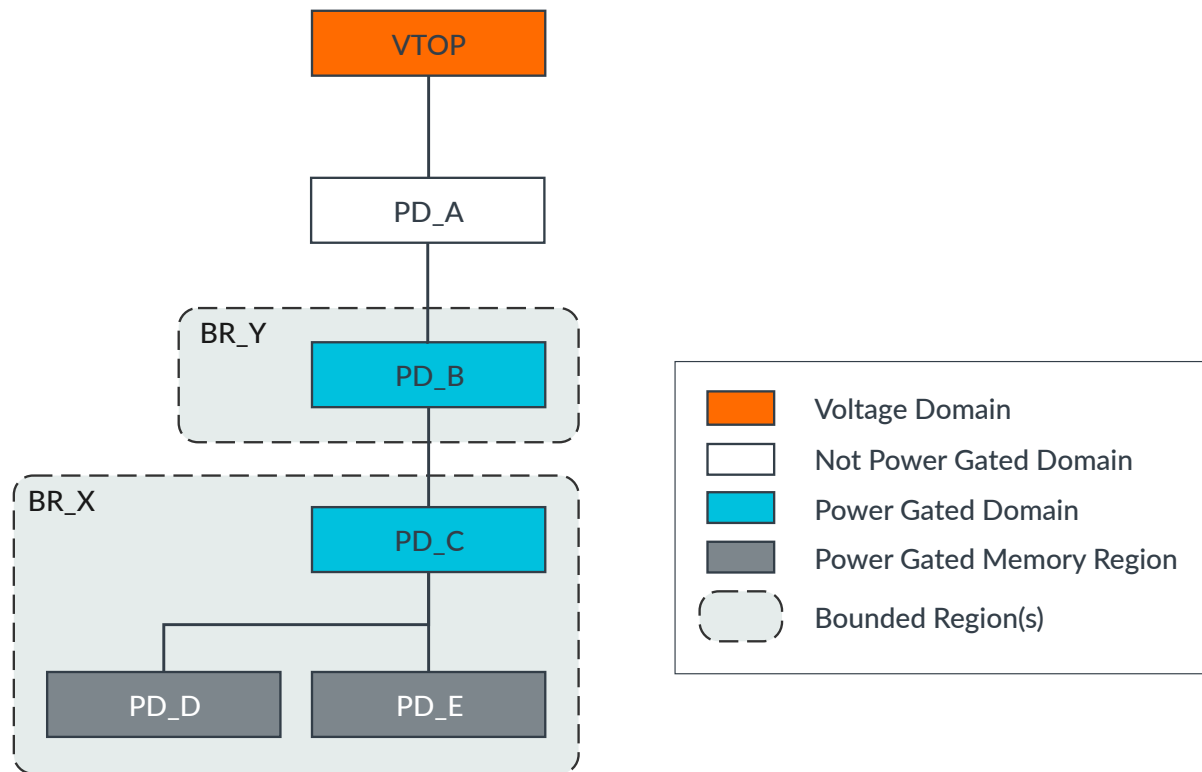 VTOP
PD_A
BR_Y
PD_B
BR_X
PD_C
PD_D
PD_E
Voltage Domain
Not Power Gated Domain
Power Gated Domain
Power Gated Memory Region
Bounded Region(s)